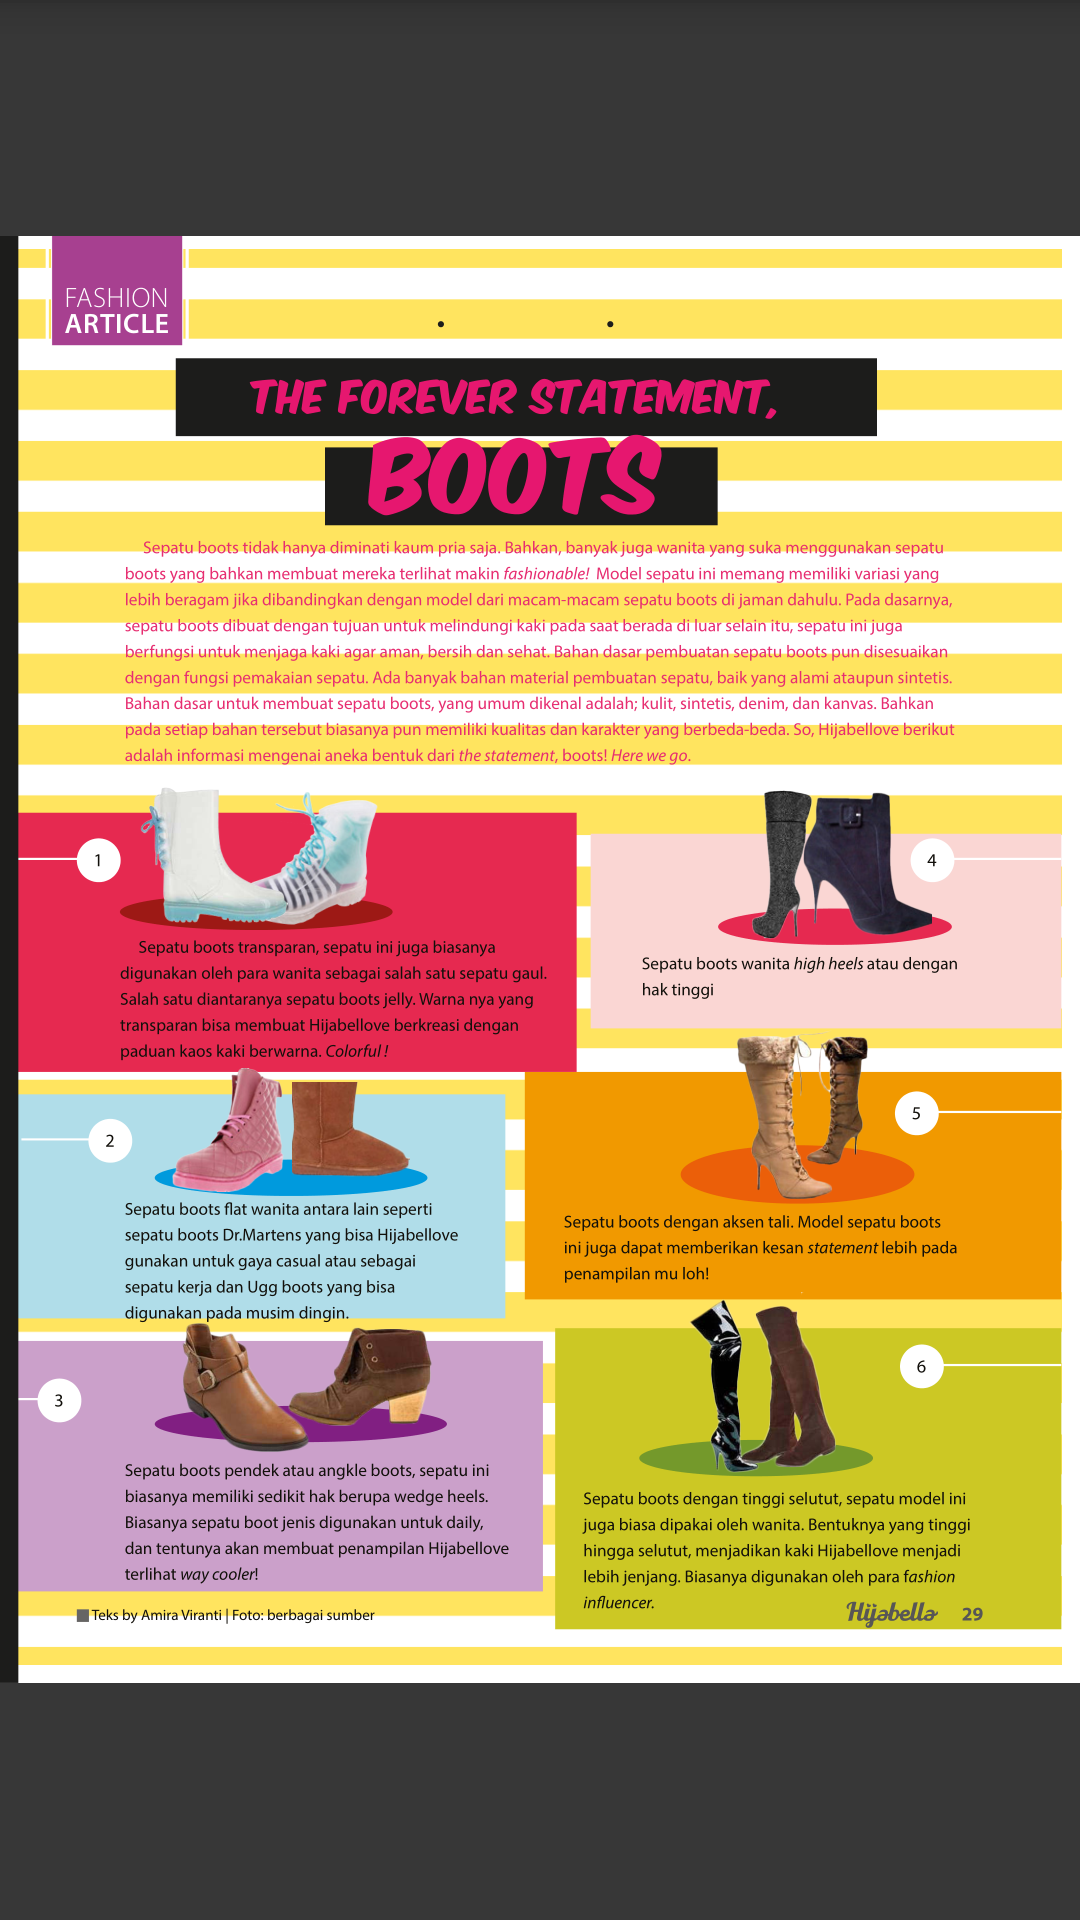 FASHION
ARTICLE
THE FOREVER STATEMENT,
BOOTS
Sepatu boots tidak hanya diminati kaum pria saja. Bahkan, banyak juga wanita yang suka menggunakan sepatu
boots yang bahkan membuat mereka terlihat makin fashionable! Model sepatu ini memang memiliki variasi yang
lebih beragam jika dibandingkan dengan model dari macam-macam sepatu boots di jaman dahulu. Pada dasarnya,
sepatu boots dibuat dengan tujuan untuk melindungi kaki pada saat berada di luar selain itu, sepatu ini juga
berfungsi untuk menjaga kaki agar aman, bersih dan sehat. Bahan dasar pembuatan sepatu boots pun disesuaikan
dengan fungsi pemakaian sepatu. Ada banyak bahan material pembuatan sepatu, baik yang alami ataupun sintetis.
Bahan dasar untuk membuat sepatu boots, yang umum dikenal adalah; kulit, sintetis, denim, dan kanvas. Bahkan
pada setiap bahan tersebut biasanya pun memiliki kualitas dan karakter yang berbeda-beda. So, Hijabellove berikut
adalah informasi mengenai aneka bentuk dari the statement, boots! Here we go.
1
Sepatu boots transparan, sepatu ini juga biasanya
digunakan oleh para wanita sebagai salah satu sepatu gaul.
Salah satu diantaranya sepatu boots jelly. Warna nya yang
transparan bisa membuat Hijabellove berkreasi dengan
paduan kaos kaki berwarna. Colorful !
2
Sepatu boots flat wanita antara lain seperti
sepatu boots Dr.Martens yang bisa Hijabellove
gunakan untuk gaya casual atau sebagai
sepatu kerja dan Ugg boots yang bisa
digunakan pada musim dingin.
3
Sepatu boots pendek atau angkle boots, sepatu ini
biasanya memiliki sedikit hak berupa wedge heels.
Biasanya sepatu boot jenis digunakan untuk daily,
dan tentunya akan membuat penampilan Hijabellove
terlihat way cooler!
4
Sepatu boots wanita high heels atau dengan
hak tinggi
5
Sepatu boots dengan aksen tali. Model sepatu boots
ini juga dapat memberikan kesan statement lebih pada
penampilan mu loh!
6
Sepatu boots dengan tinggi selutut, sepatu model ini
juga biasa dipakai oleh wanita. Bentuknya yang tinggi
hingga selutut, menjadikan kaki Hijabellove menjadi
lebih jenjang. Biasanya digunakan oleh para fashion
influencer.
Teks by Amira Viranti | Foto: berbagai sumber
Hijabella 29